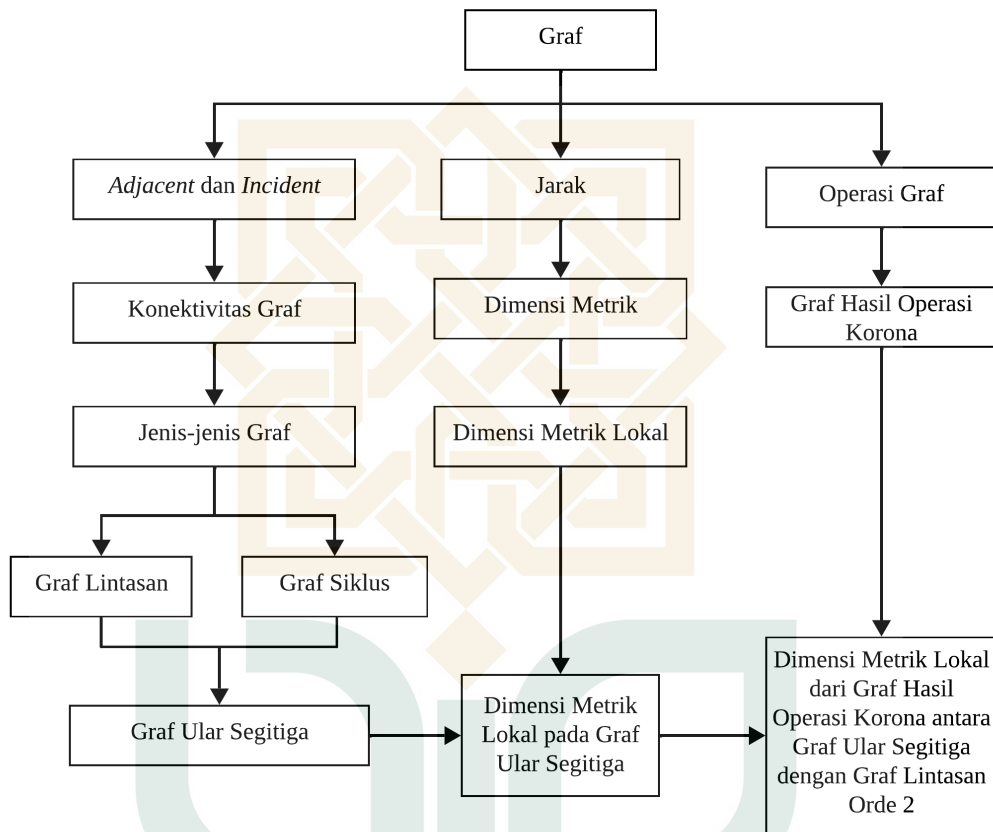 Graf
Adjacent dan Incident
Jarak
Operasi Graf
Konektivitas Graf
Dimensi Metrik
Graf Hasil Operasi
Korona
Jenis-jenis Graf
Dimensi Metrik Lokal
Graf Lintasan
Graf Siklus
Graf Ular Segitiga
Dimensi Metrik
Lokal pada Graf
Ular Segitiga
Dimensi Metrik Lokal
dari Graf Hasil
Operasi Korona antara
Graf Ular Segitiga
dengan Graf Lintasan
Orde 2